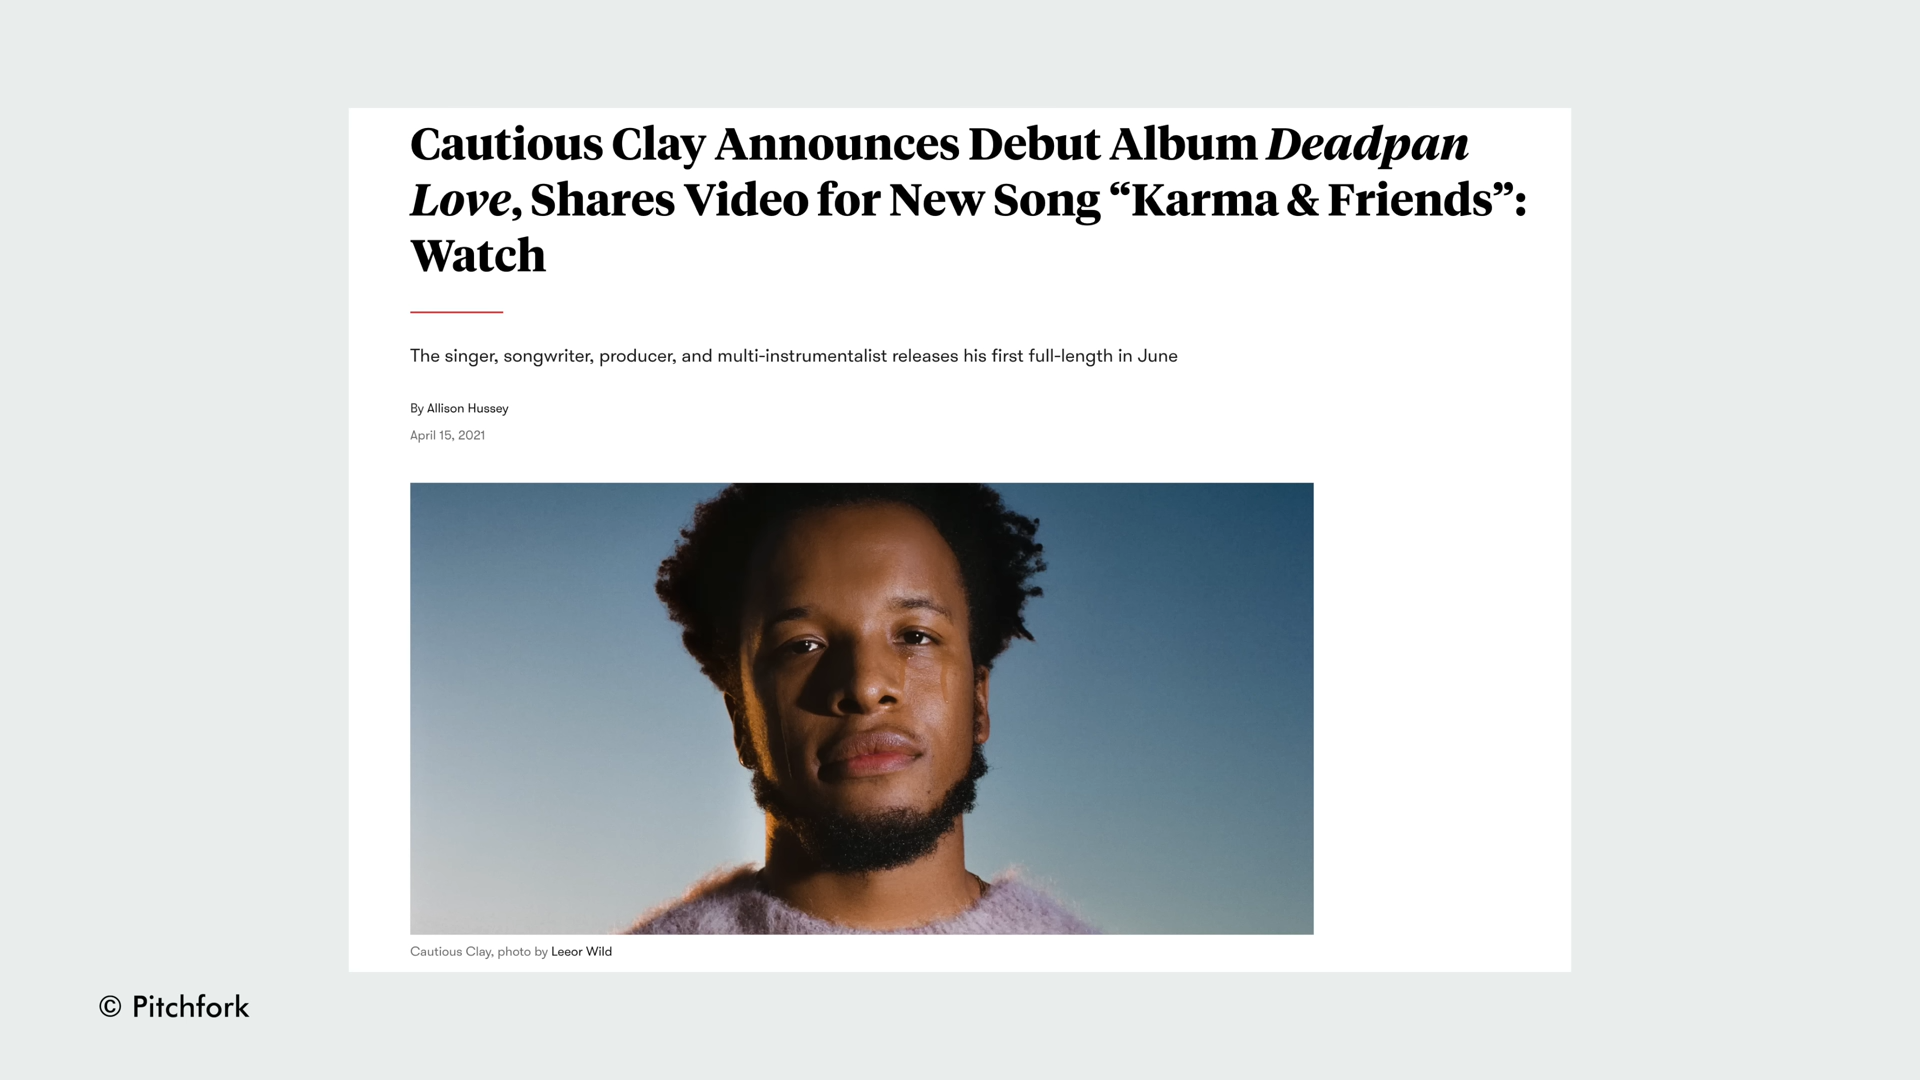 Cautious Clay Announces Debut Album Deadpan
Love, Shares Video for New Song “Karma & Friends”:
Watch
The singer, songwriter, producer, and multi-instrumentalist releases his first full-length in June
By Allison Hussey
April 15, 2021
Cautious Clay, photo by Leeor Wild
© Pitchfork